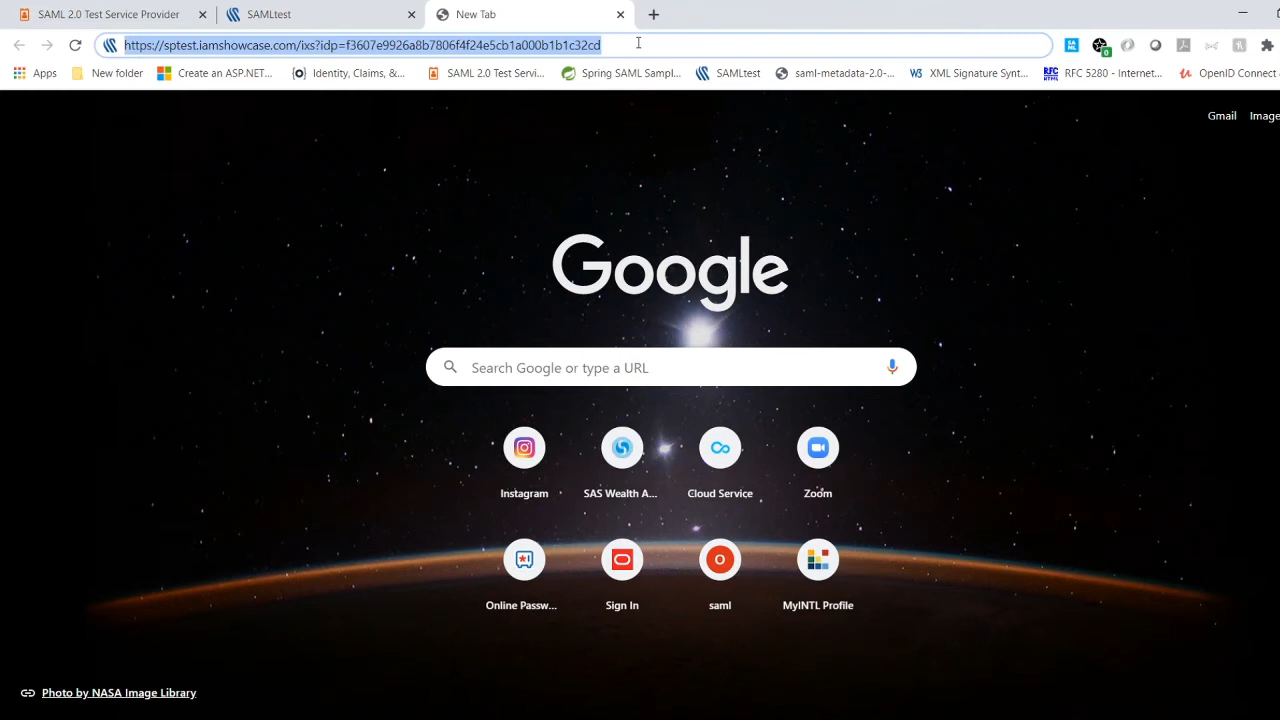 SAML 2.0 Test Service Provider
SAMLtest
New Tab
https://sptest.iamshowcase.com/ixs?idp=f3607e9926a8b7806f4f24e5cb1a000b1b1c32cd
Apps
New folder
Create an ASP.NET...
Identity, Claims, &...
SAML 2.0 Test Servi...
Spring SAML Sampl...
SAMLtest
saml-metadata-2.0-...
XML Signature Synt...
RFC 5280 - Internet...
OpenID Connect
Gmail
Image
Google
Search Google or type a URL
Instagram
SAS Wealth A...
Cloud Service
Zoom
Online Passw...
Sign In
saml
MyINTL Profile
Photo by NASA Image Library